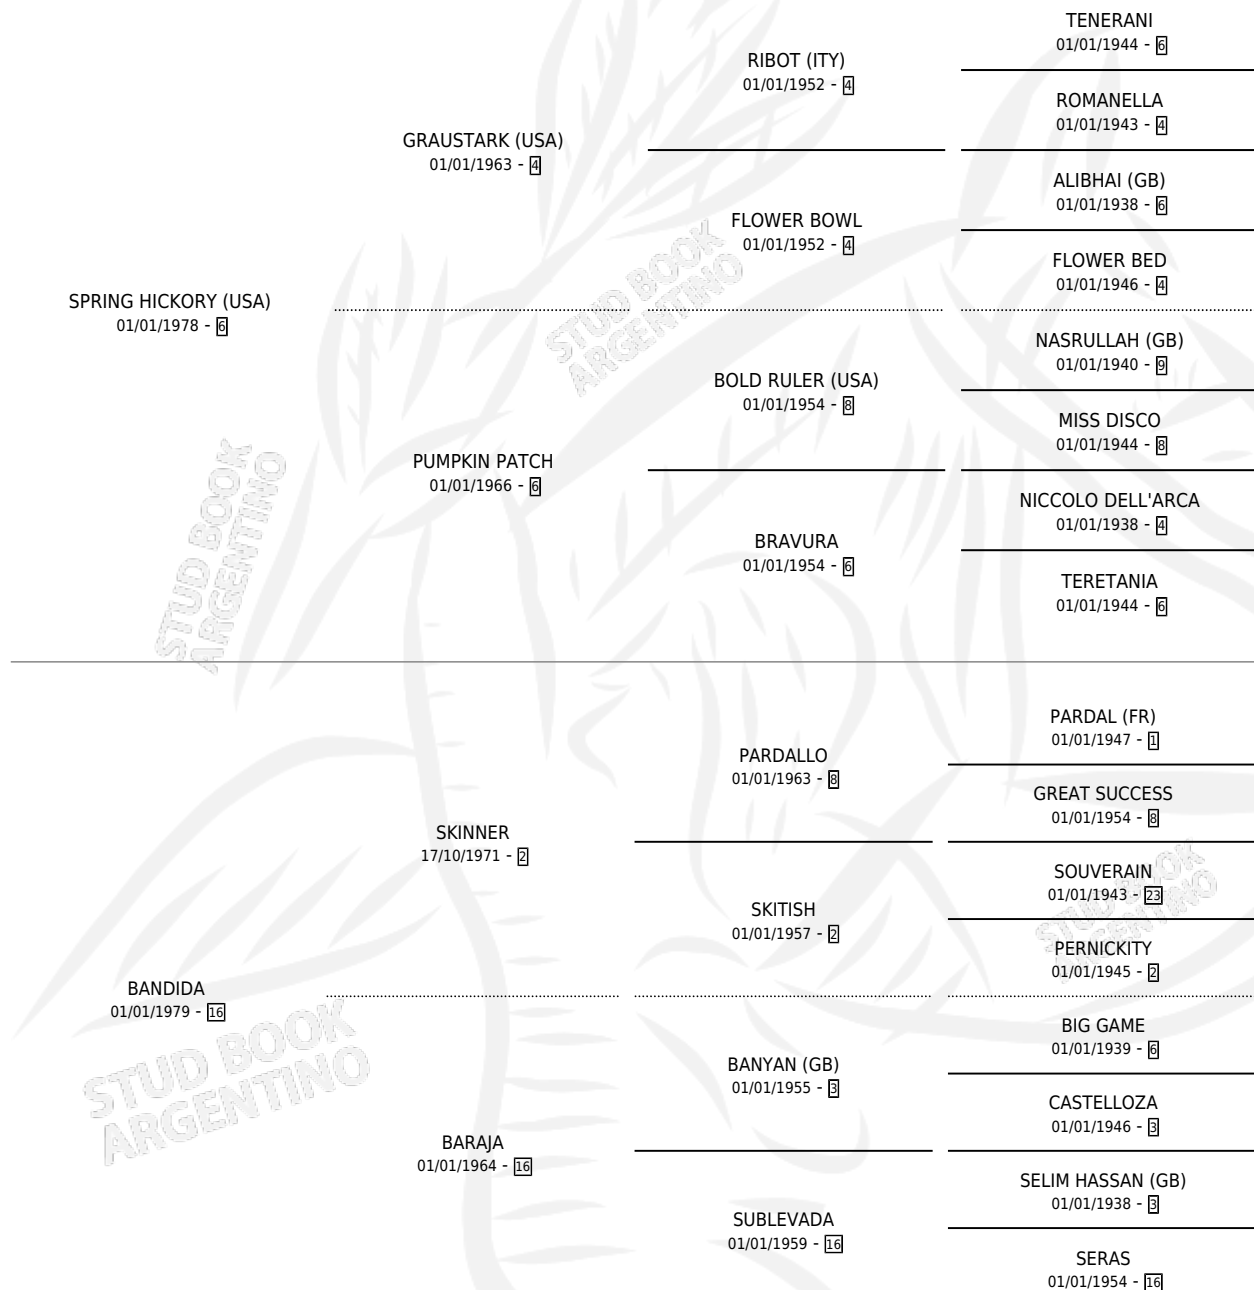 TENERANI
01/01/1944 - 6
RIBOT (ITY)
01/01/1952 - 4
ROMANELLA
01/01/1943 - 4
GRAUSTARK (USA)
01/01/1963 - 4
ALIBHAI (GB)
01/01/1938 - 6
FLOWER BOWL
01/01/1952 - 4
FLOWER BED
01/01/1946 - 4
SPRING HICKORY (USA)
01/01/1978 - 6
NASRULLAH (GB)
01/01/1940 - 9
BOLD RULER (USA)
01/01/1954 - 8
MISS DISCO
01/01/1944 - 8
PUMPKIN PATCH
01/01/1966 - 6
NICCOLO DELL'ARCA
01/01/1938 - 4
BRAVURA
01/01/1954 - 6
TERETANIA
01/01/1944 - 6
PARDAL (FR)
01/01/1947 - 1
PARDALLO
01/01/1963 - 8
GREAT SUCCESS
01/01/1954 - 8
SKINNER
17/10/1971 - 2
SOUVERAIN
01/01/1943 - 23
SKITISH
01/01/1957 - 2
PERNICKITY
01/01/1945 - 2
BANDIDA
01/01/1979 - 16
BIG GAME
01/01/1939 - 6
BANYAN (GB)
01/01/1955 - 3
CASTELLOZA
01/01/1946 - 3
BARAJA
01/01/1964 - 16
SELIM HASSAN (GB)
01/01/1938 - 3
SUBLEVADA
01/01/1959 - 16
SERAS
01/01/1954 - 16
STUD BOOK
ARGENTINO
STUD BOOK
ARGENTINO
STUD BOOK
ARGENTINO
STUD BOOK
ARGENTINO